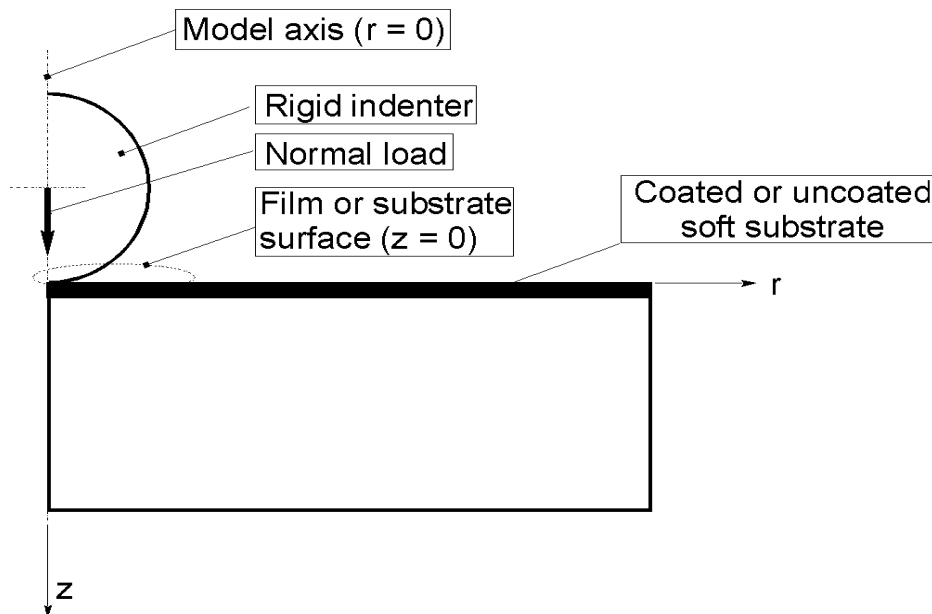 Model axis (r = 0)
Rigid indenter
Normal load
Film or substrate
surface (z = 0)
Coated or uncoated
soft substrate
r
z